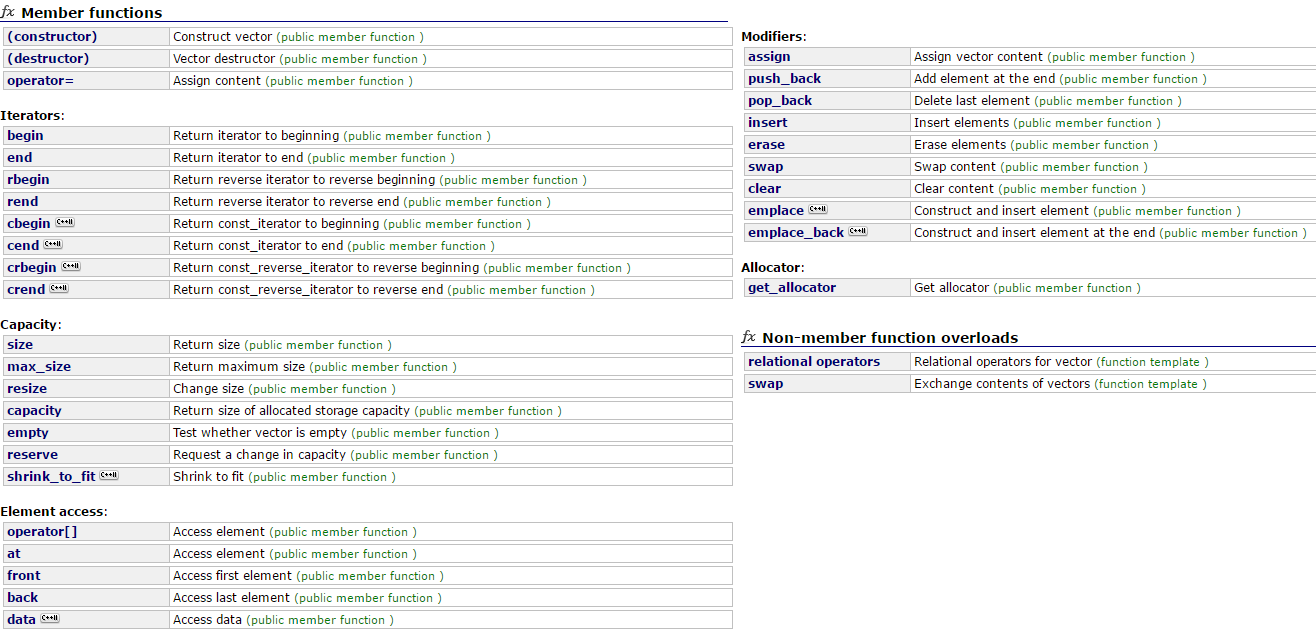 fx Member functions
(constructor) Construct vector (public member function )
(destructor) Vector destructor (public member function )
operator= Assign content (public member function )
Iterators:
begin Return iterator to beginning (public member function )
end Return iterator to end (public member function )
rbegin Return reverse iterator to reverse beginning (public member function )
rend Return reverse iterator to reverse end (public member function )
cbegin C++11 Return const_iterator to beginning (public member function )
cend C++11 Return const_iterator to end (public member function )
crbegin C++11 Return const_reverse_iterator to reverse beginning (public member function )
crend C++11 Return const_reverse_iterator to reverse end (public member function )
Capacity:
size Return size (public member function )
max_size Return maximum size (public member function )
resize Change size (public member function )
capacity Return size of allocated storage capacity (public member function )
empty Test whether vector is empty (public member function )
reserve Request a change in capacity (public member function )
shrink_to_fit C++11 Shrink to fit (public member function )
Element access:
operator[] Access element (public member function )
at Access element (public member function )
front Access first element (public member function )
back Access last element (public member function )
data C++11 Access data (public member function )
Modifiers:
assign Assign vector content (public member function )
push_back Add element at the end (public member function )
pop_back Delete last element (public member function )
insert Insert elements (public member function )
erase Erase elements (public member function )
swap Swap content (public member function )
clear Clear content (public member function )
emplace C++11 Construct and insert element (public member function )
emplace_back C++11 Construct and insert element at the end (public member function )
Allocator:
get_allocator Get allocator (public member function )
fx Non-member function overloads
relational operators Relational operators for vector (function template )
swap Exchange contents of vectors (function template )